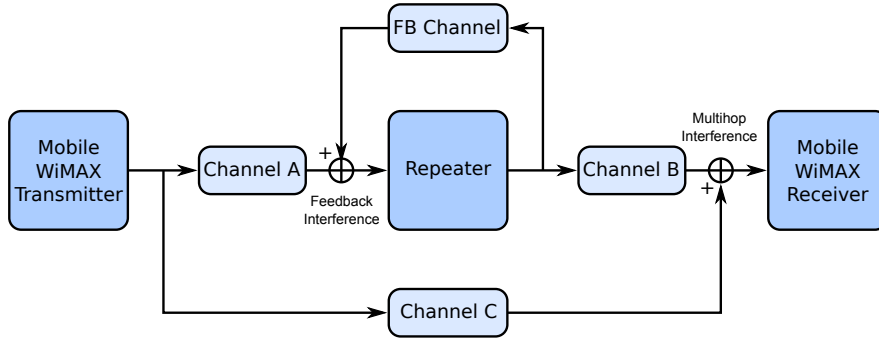 FB Channel
Mobile
WiMAX
Transmitter
Channel A
+
Feedback
Interference
Repeater
Channel B
Multihop
Interference
+
Mobile
WiMAX
Receiver
Channel C